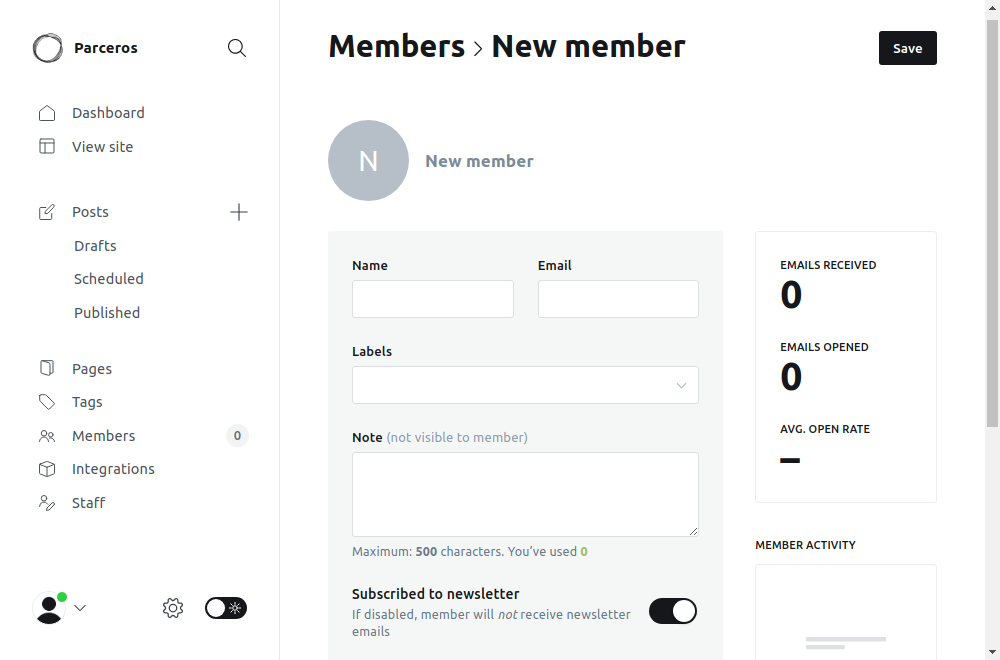 Parceros
Dashboard
View site
Posts
Drafts
Scheduled
Published
Pages
Tags
Members 0
Integrations
Staff
Members > New member
Save
N New member
Name Email
Labels
Note (not visible to member)
Maximum: 500 characters. You've used 0
Subscribed to newsletter
If disabled, member will not receive newsletter
emails
EMAILS RECEIVED
0
EMAILS OPENED
0
AVG. OPEN RATE
–
MEMBER ACTIVITY